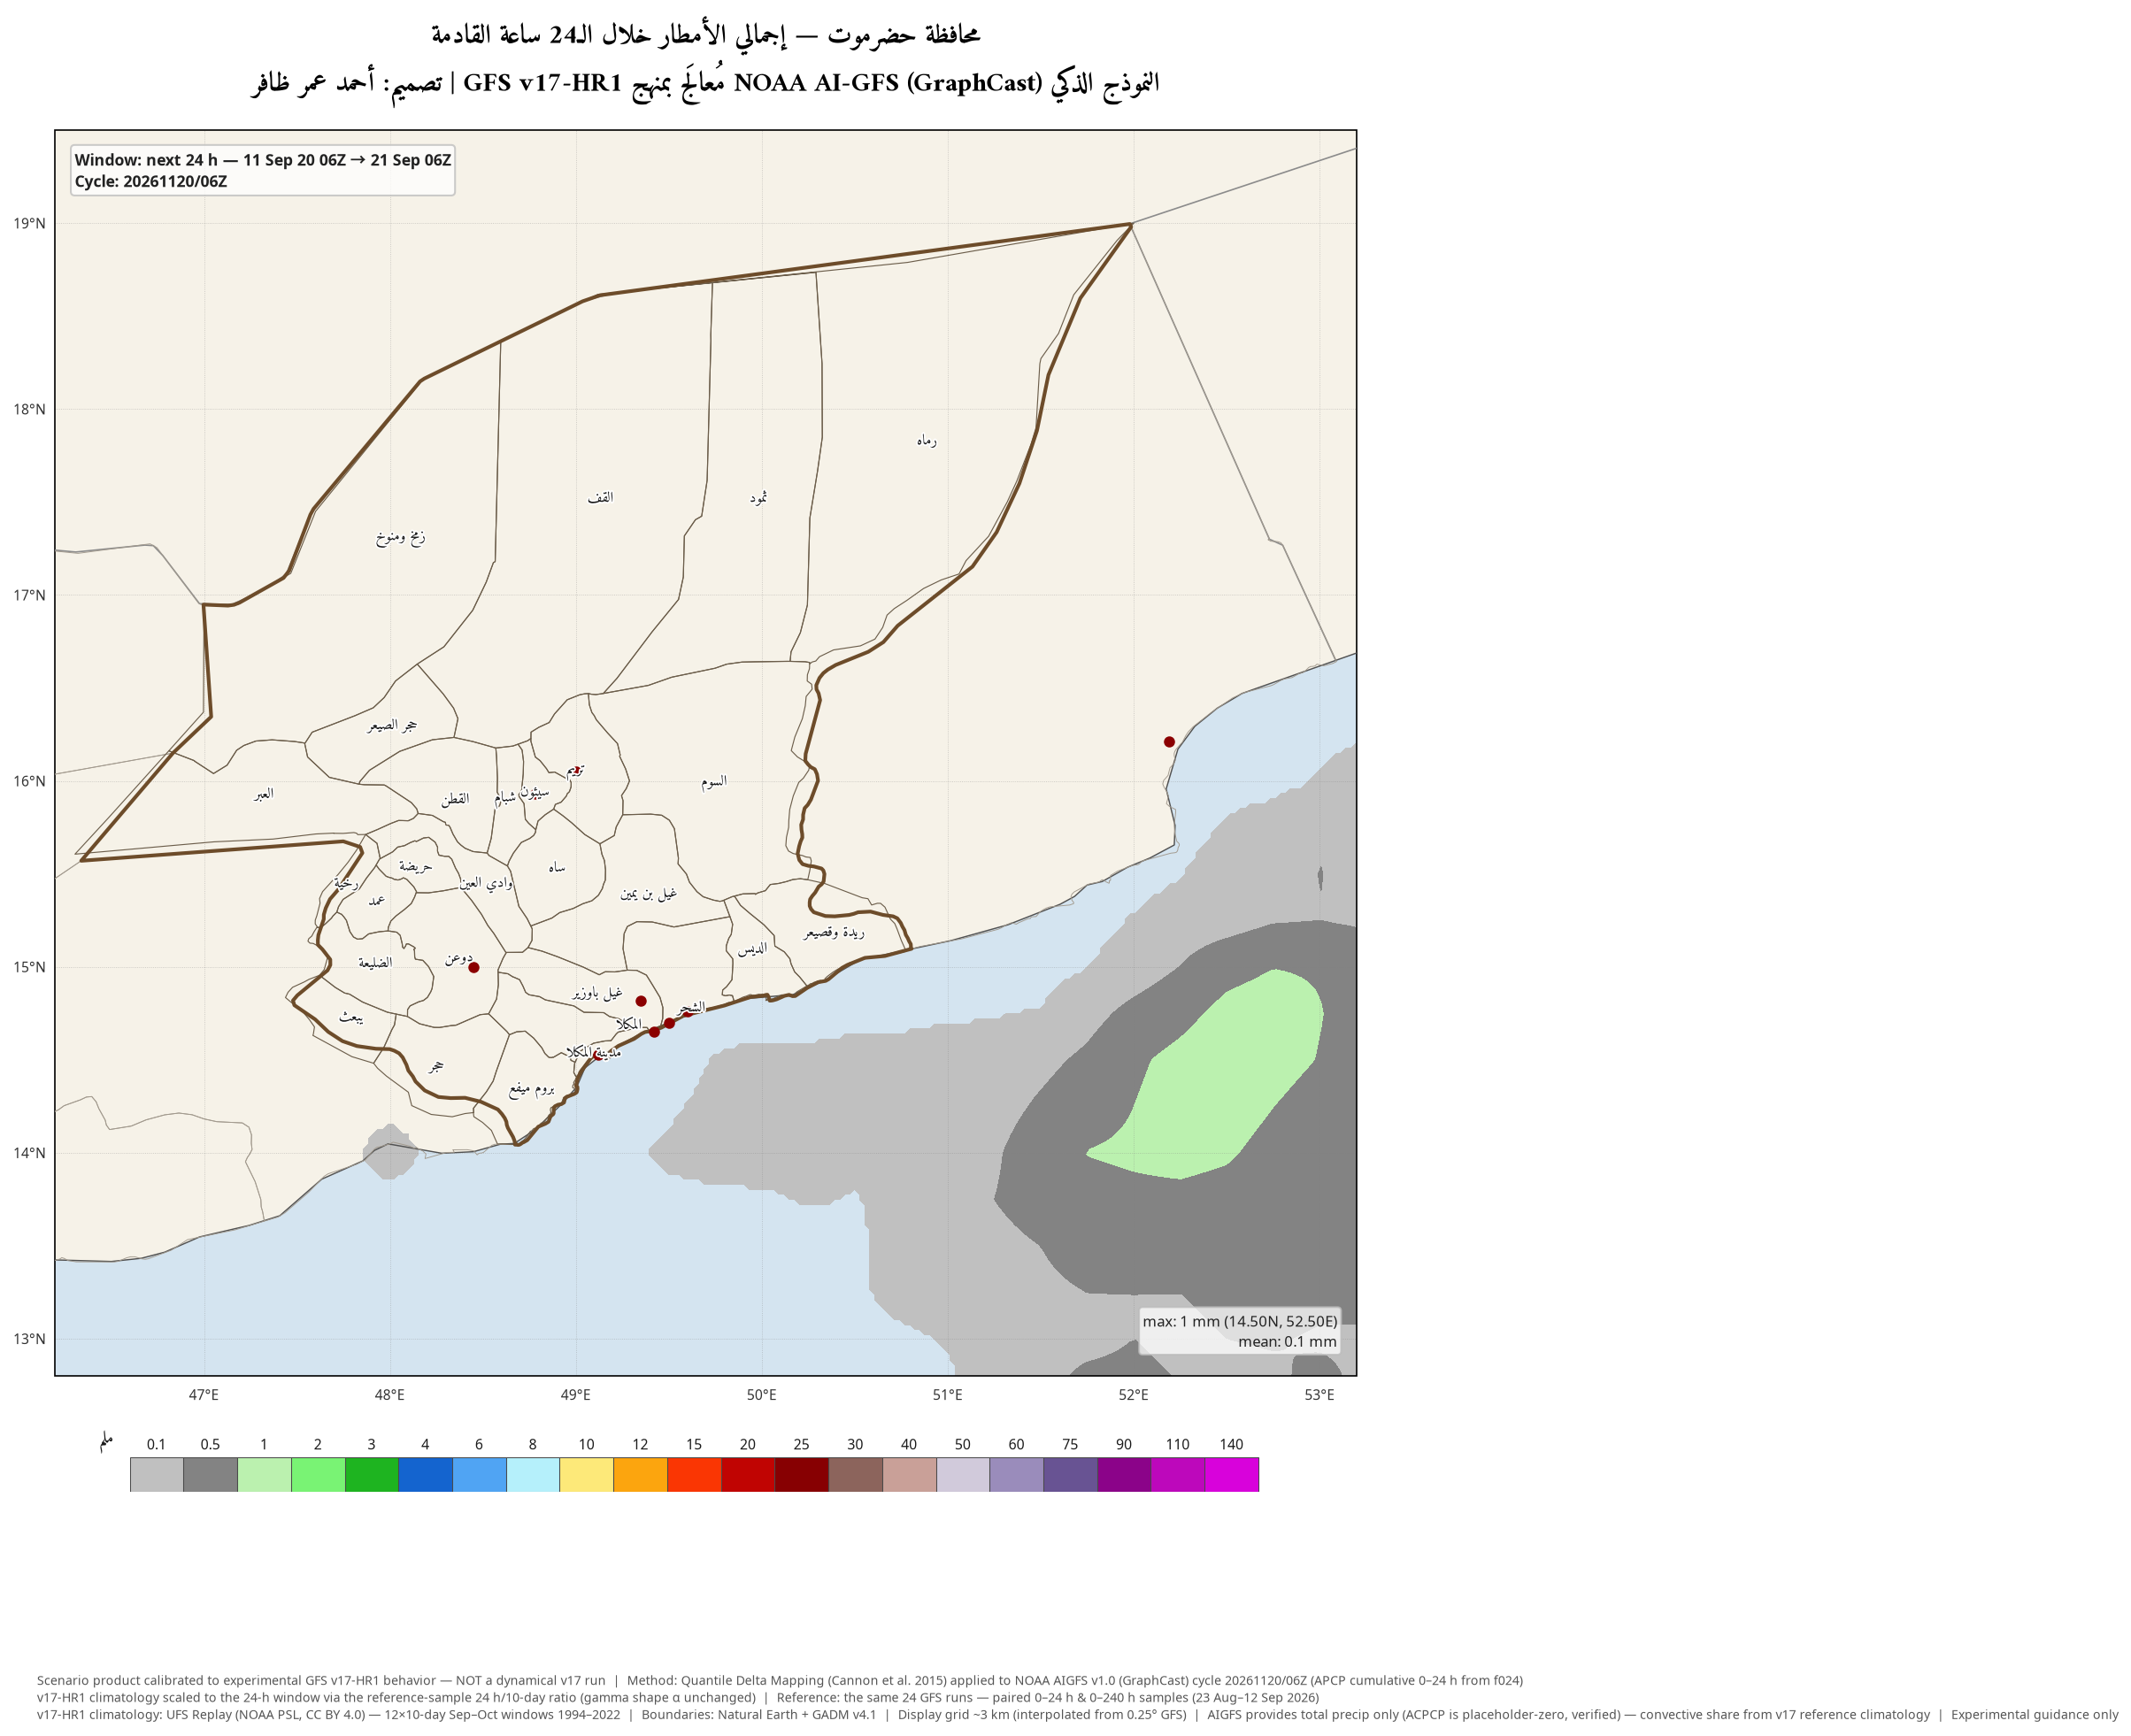 محافظة حضرموت — إجمالي الأمطار خلال الـ24 ساعة القادمة
النموذج الذكي NOAA AI-GFS (GraphCast) مُعالَج بمنهج GFS v17-HR1 | تصميم: أحمد عمر ظافر
Window: next 24 h — 11 Sep 20 06Z → 21 Sep 06Z
Cycle: 20261120/06Z
19°N
18°N
رماه
القف
ثمود
زمخ ومنوخ
17°N
حجر الصيعر
16°N
تريم
السوم
العبر
القطن
شبام
سيئون
حريضة
ساه
رخية
وادي العين
عمد
غيل بن يمين
ريدة وقصيعر
الديس
15°N
دوعن
الضليعة
غيل باوزير
الشحر
يبعث
المكلا
مدينة المكلا
حجر
بروم ميفع
14°N
13°N
max: 1 mm (14.50N, 52.50E)
mean: 0.1 mm
47°E 48°E 49°E 50°E 51°E 52°E 53°E
ملم 0.1 0.5 1 2 3 4 6 8 10 12 15 20 25 30 40 50 60 75 90 110 140
Scenario product calibrated to experimental GFS v17-HR1 behavior — NOT a dynamical v17 run | Method: Quantile Delta Mapping (Cannon et al. 2015) applied to NOAA AIGFS v1.0 (GraphCast) cycle 20261120/06Z (APCP cumulative 0–24 h from f024)
v17-HR1 climatology scaled to the 24-h window via the reference-sample 24 h/10-day ratio (gamma shape α unchanged) | Reference: the same 24 GFS runs — paired 0–24 h & 0–240 h samples (23 Aug–12 Sep 2026)
v17-HR1 climatology: UFS Replay (NOAA PSL, CC BY 4.0) — 12×10-day Sep–Oct windows 1994–2022 | Boundaries: Natural Earth + GADM v4.1 | Display grid ~3 km (interpolated from 0.25° GFS) | AIGFS provides total precip only (ACPCP is placeholder-zero, verified) — convective share from v17 reference climatology | Experimental guidance only